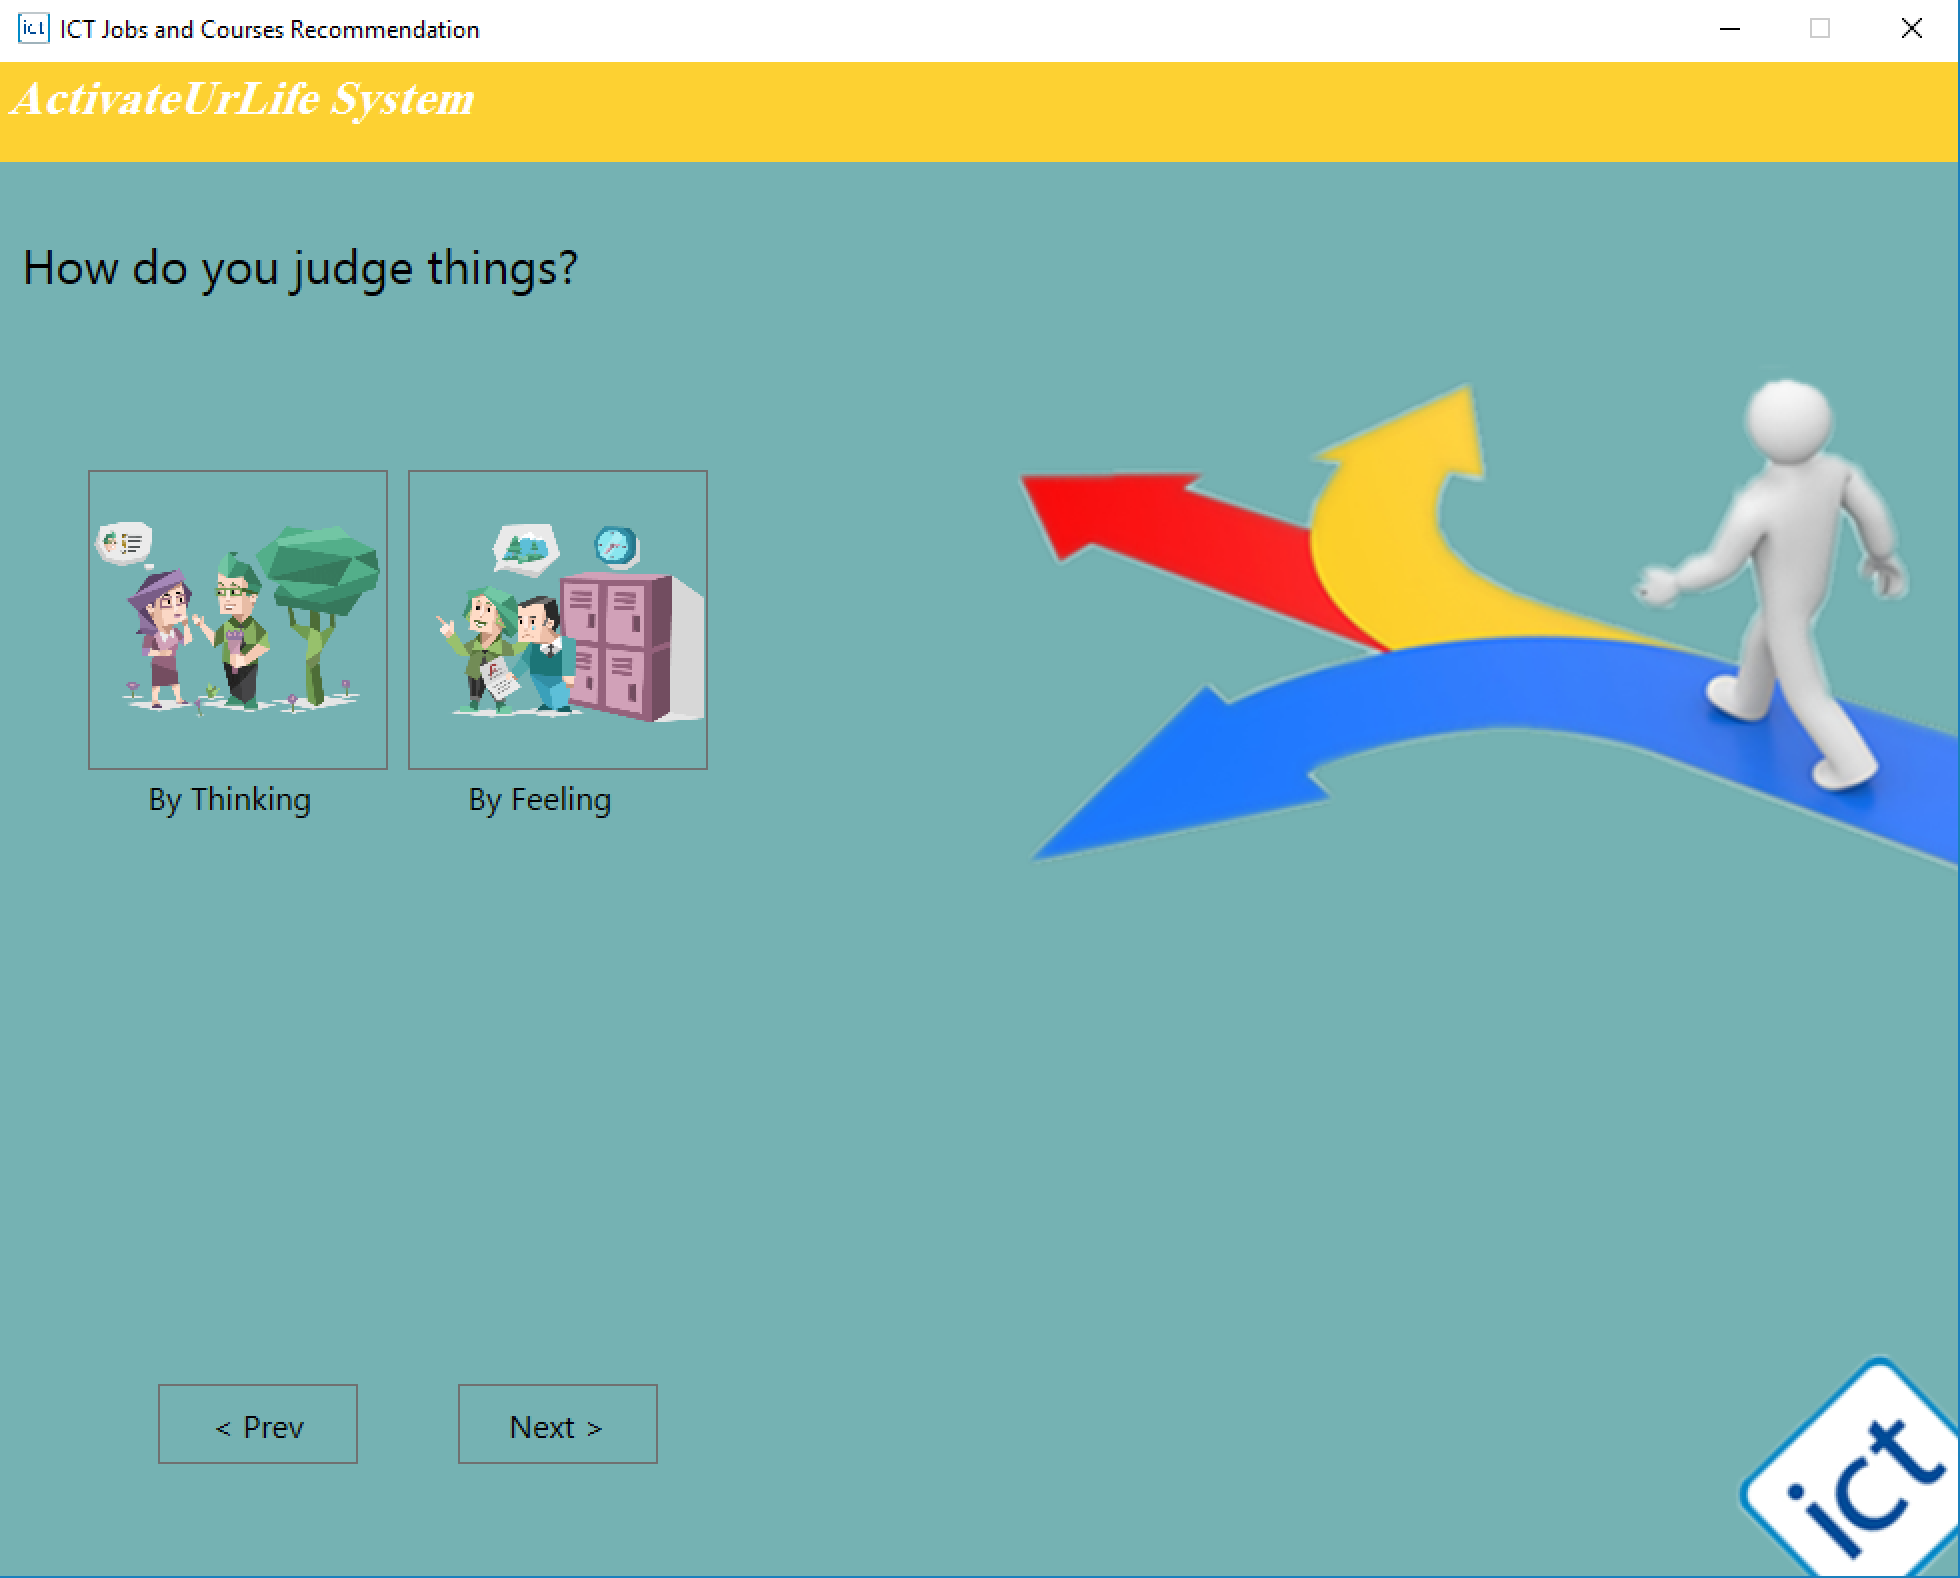 ict ICT Jobs and Courses Recommendation
ActivateUrLife System
How do you judge things?
By Thinking
By Feeling
< Prev
Next >
ict